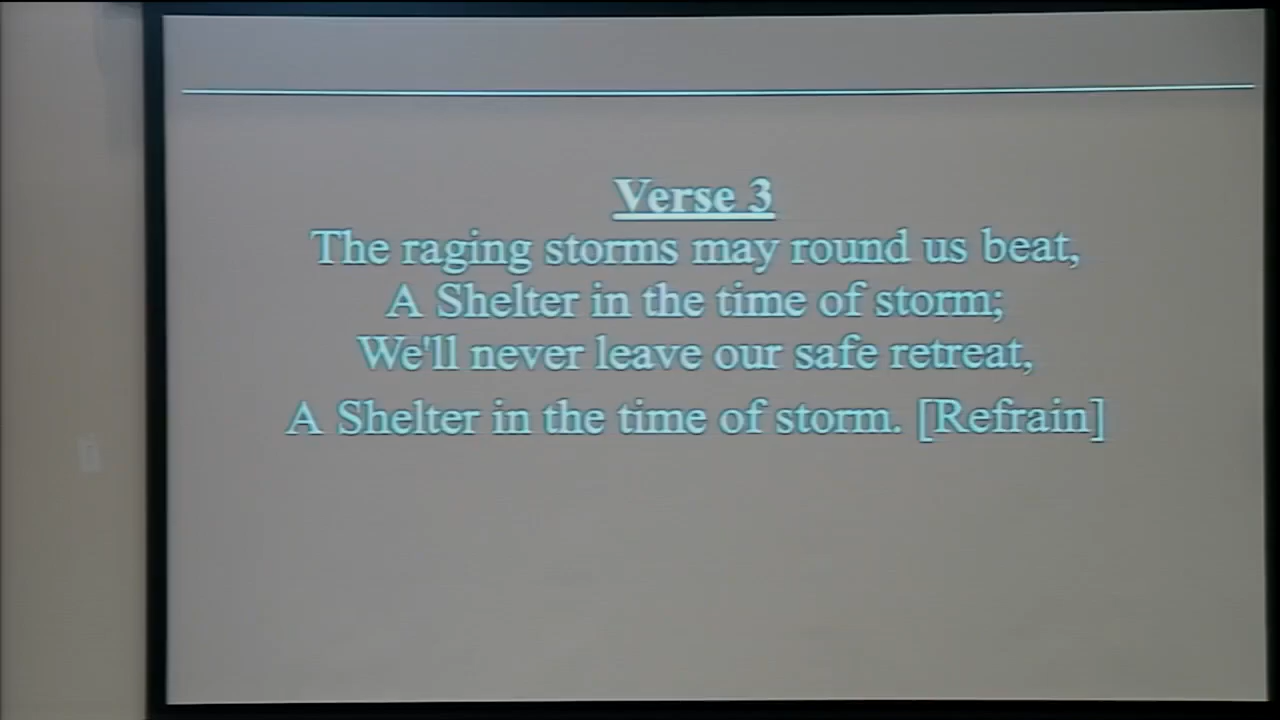 Verse 3
The raging storms may round us beat,
A Shelter in the time of storm;
We'll never leave our safe retreat,
A Shelter in the time of storm. [Refrain]